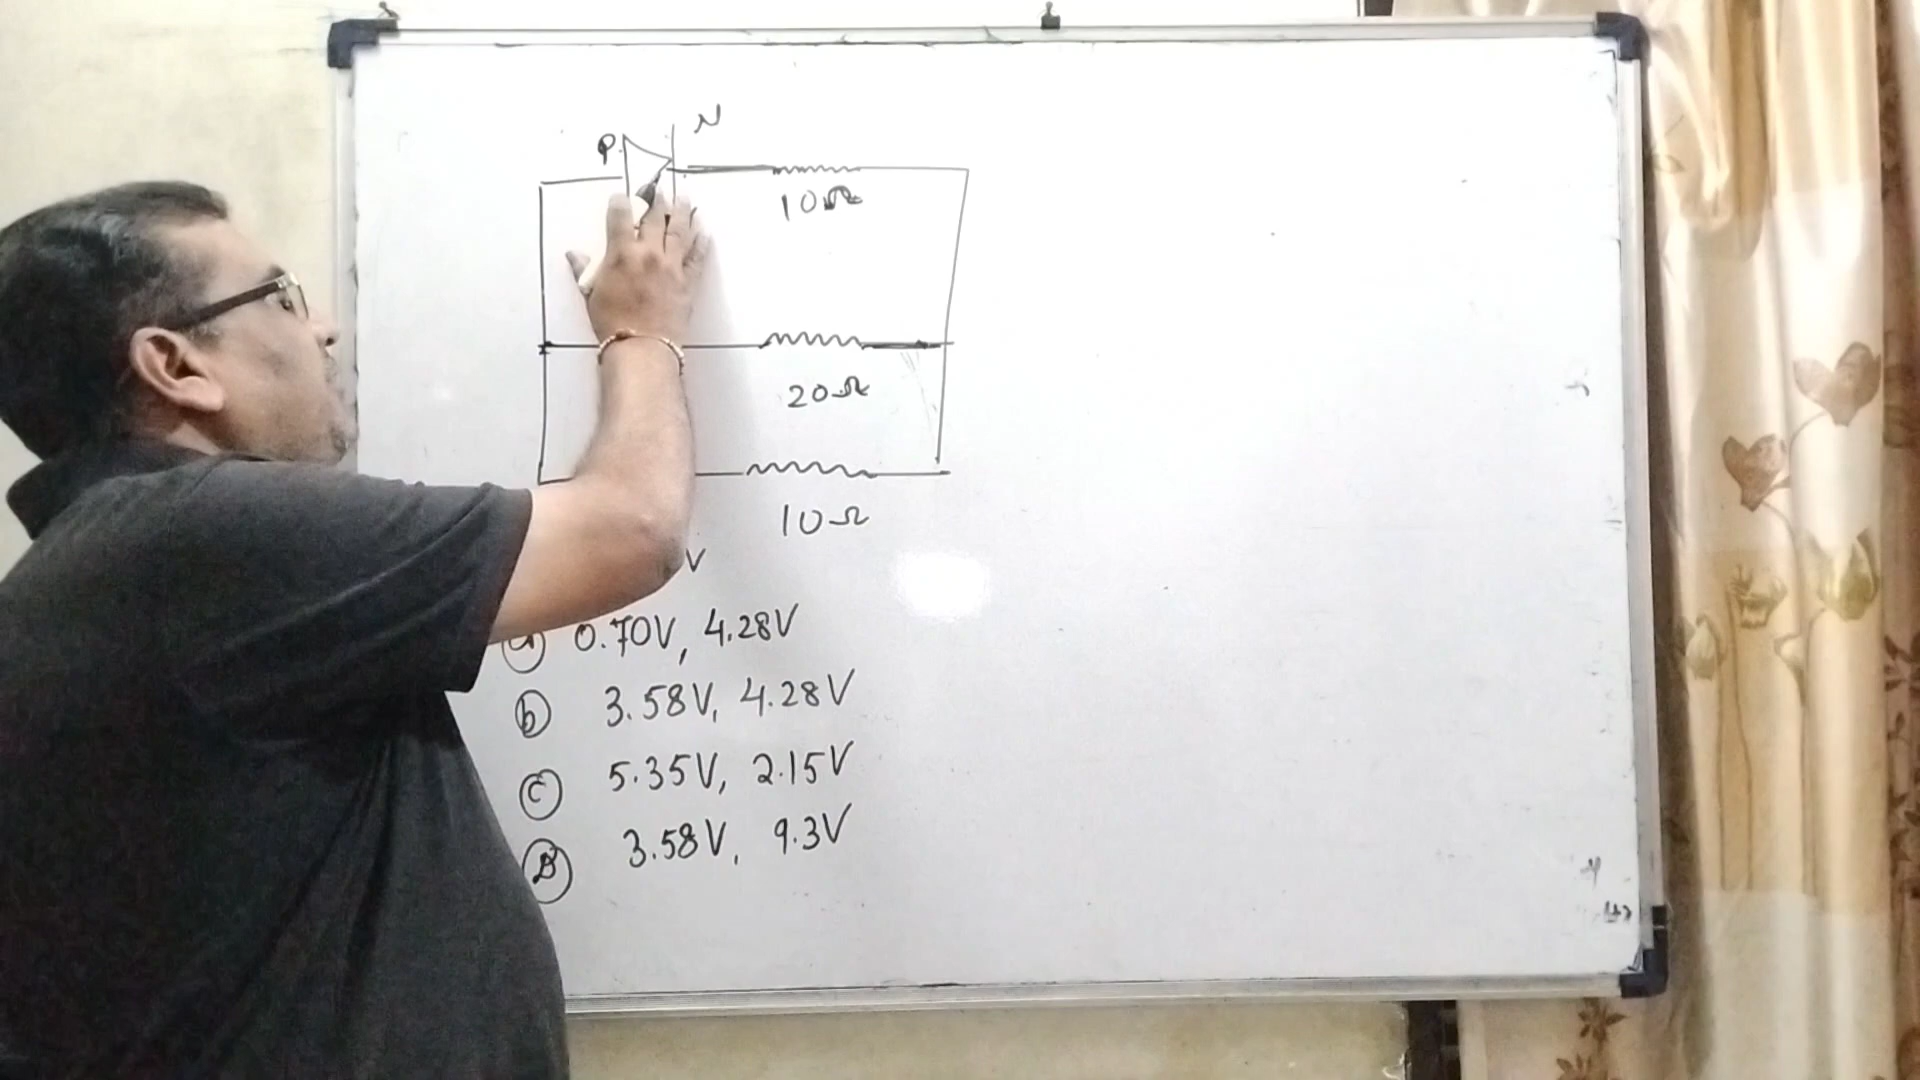 P N
10Ω
20Ω
10Ω
V
(a) 0.70V, 4.28V
(b) 3.58V, 4.28V
(c) 5.35V, 2.15V
(D) 3.58V, 9.3V